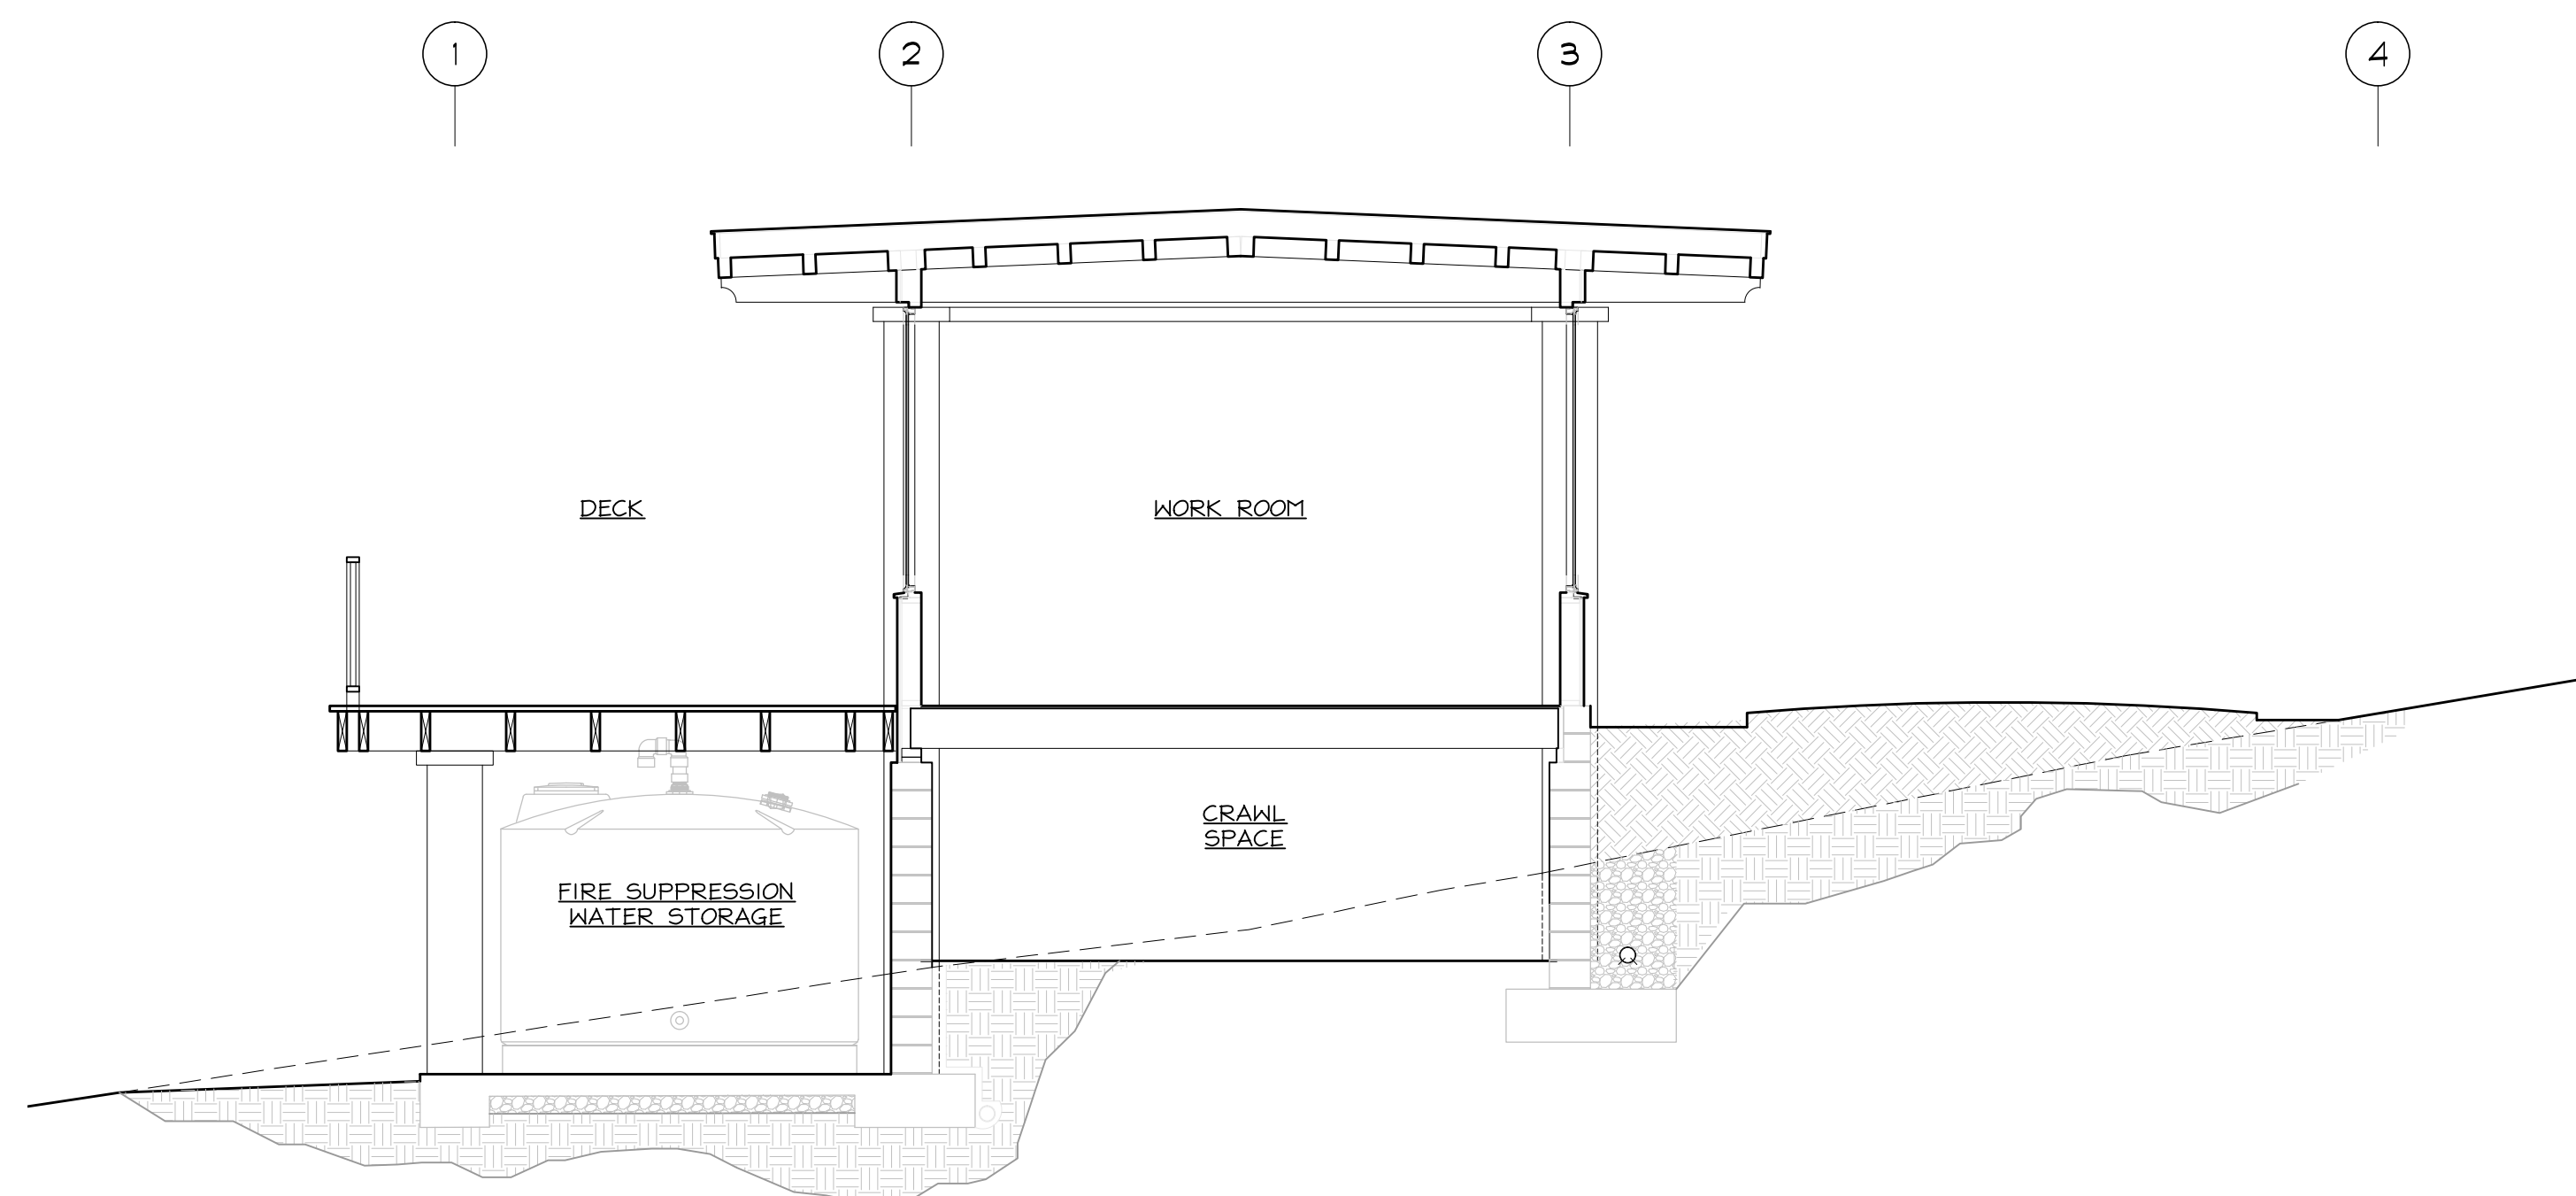 1
2
3
4
DECK
WORK ROOM
CRAWL
SPACE
FIRE SUPPRESSION
WATER STORAGE